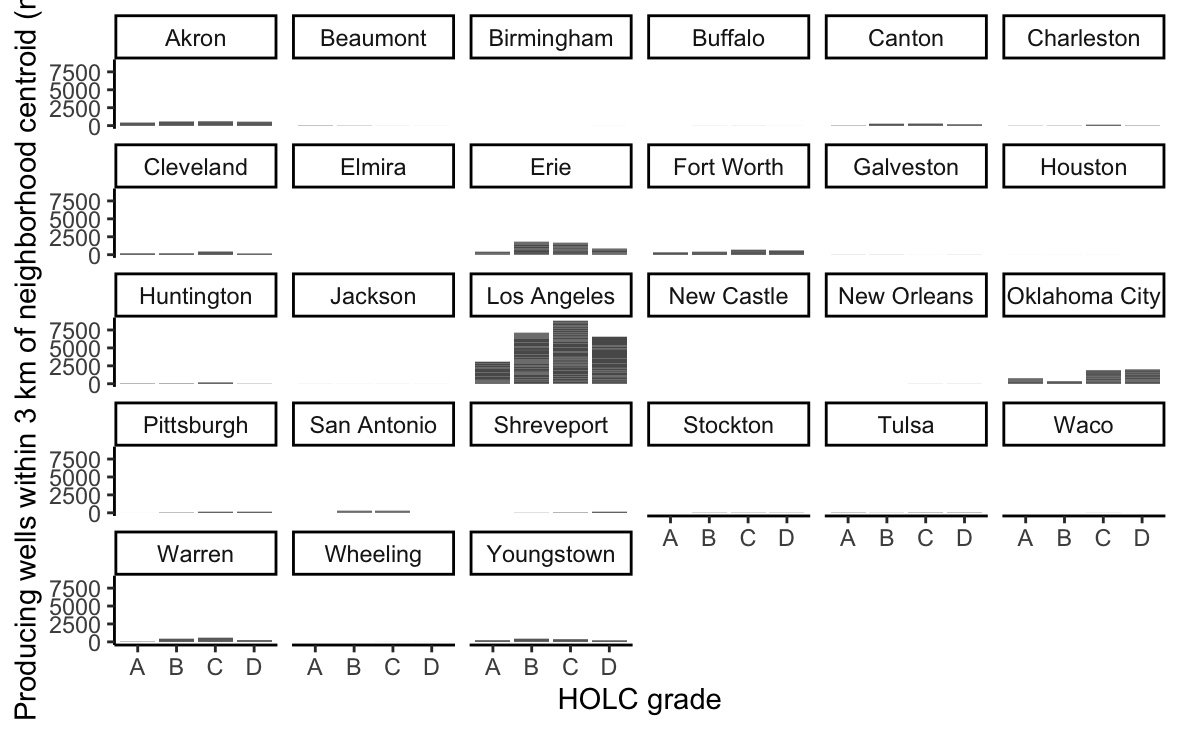 Producing wells within 3 km of neighborhood centroid
Akron Beaumont Birmingham Buffalo Canton Charleston
7500
5000
2500
0
Cleveland Elmira Erie Fort Worth Galveston Houston
7500
5000
2500
0
Huntington Jackson Los Angeles New Castle New Orleans Oklahoma City
7500
5000
2500
0
Pittsburgh San Antonio Shreveport Stockton Tulsa Waco
7500
5000
2500
0
A B C D A B C D A B C D
Warren Wheeling Youngstown
7500
5000
2500
0
A B C D A B C D A B C D
HOLC grade